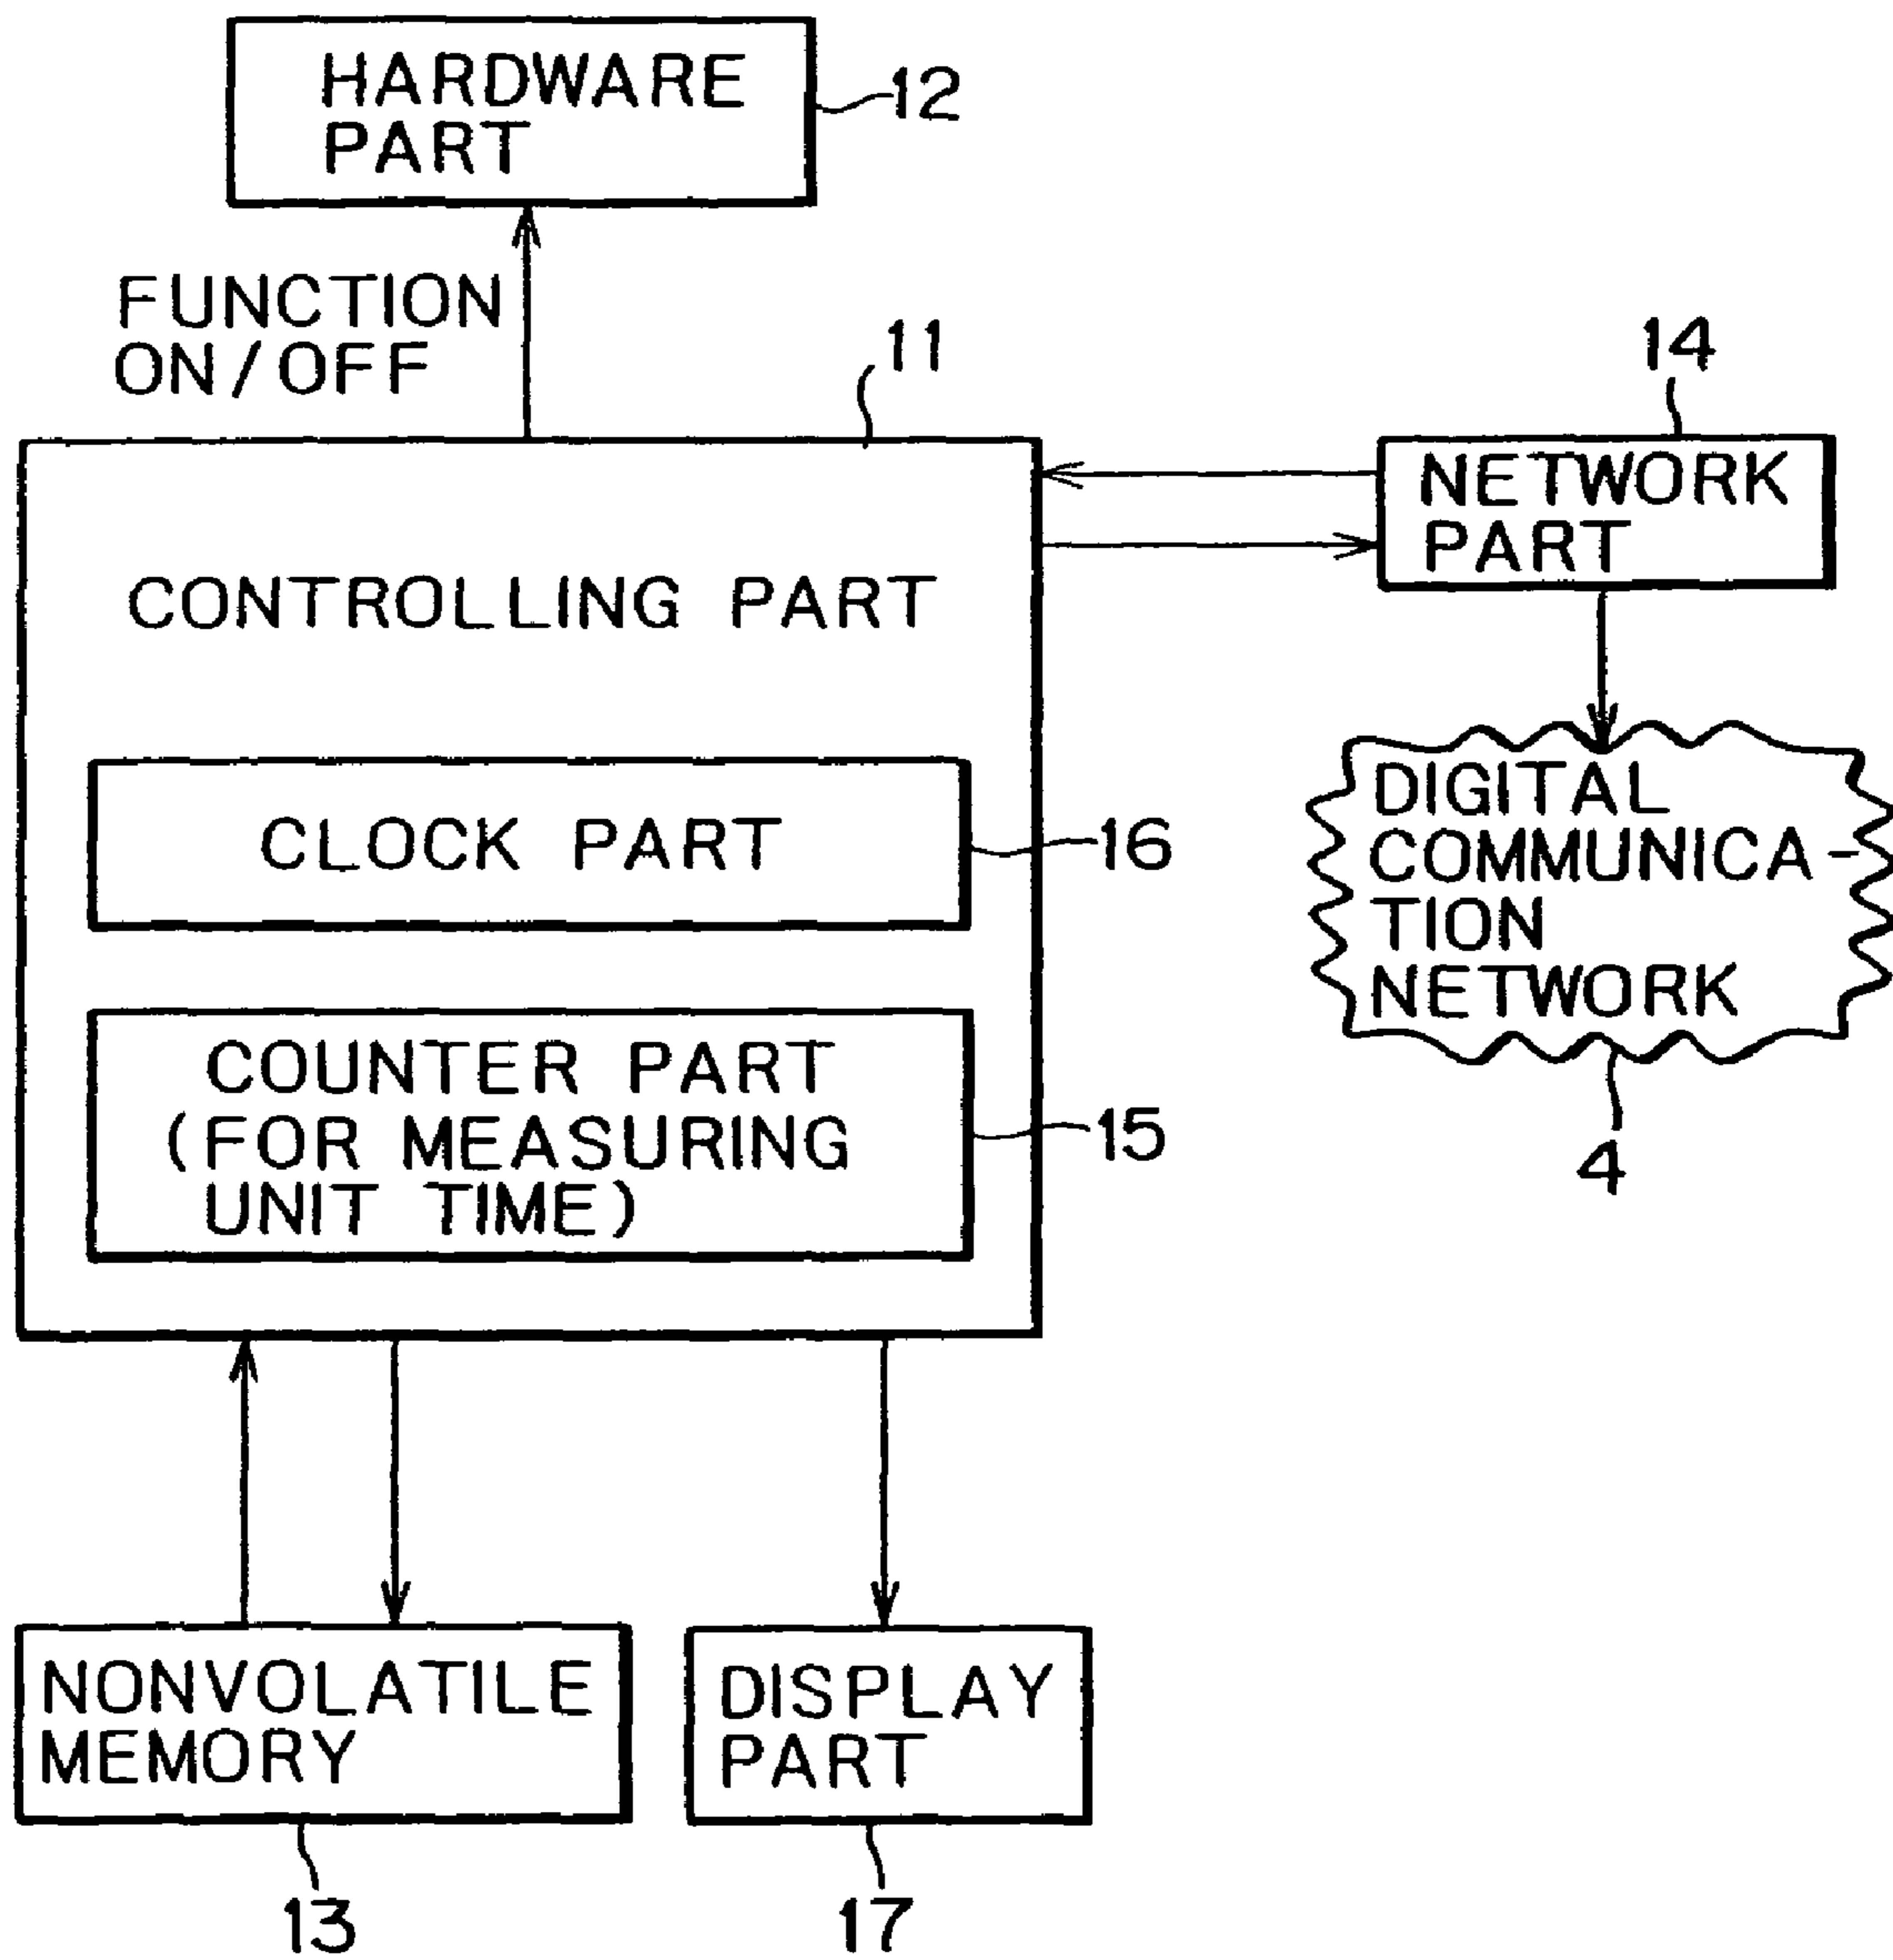 HARDWARE
PART
12
FUNCTION
ON/OFF
11
14
NETWORK
PART
CONTROLLING PART
CLOCK PART
16
DIGITAL
COMMUNICA-
TION
NETWORK
COUNTER PART
(FOR MEASURING
UNIT TIME)
15
4
NONVOLATILE
MEMORY
DISPLAY
PART
13
17